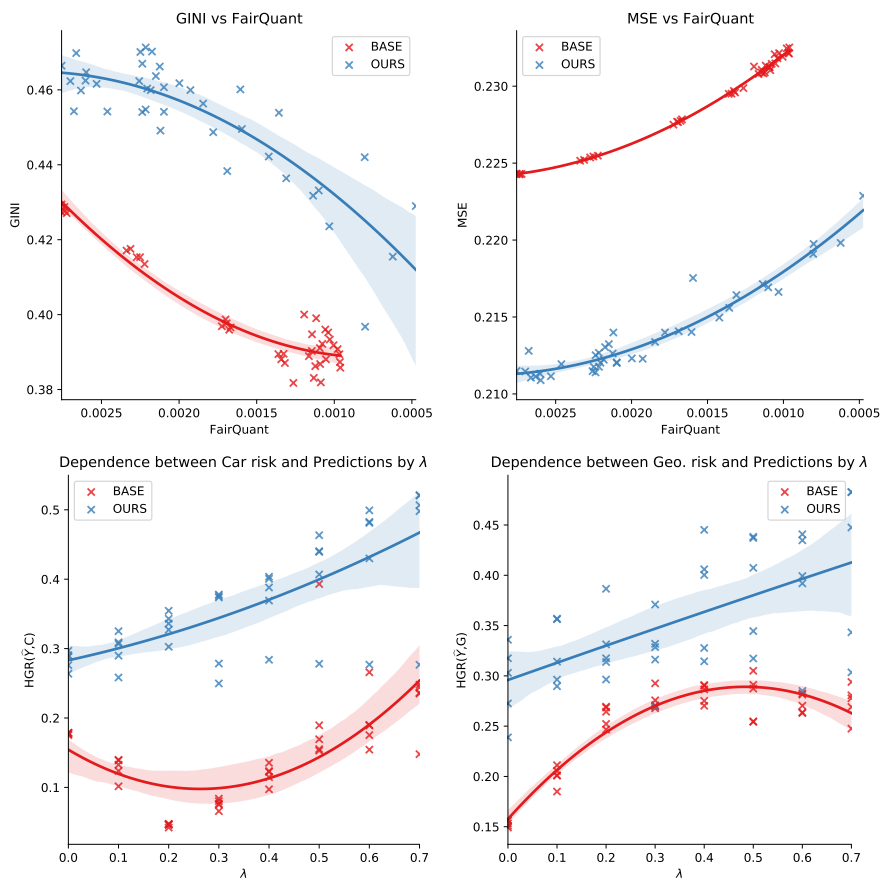 GINI vs FairQuant
BASE
OURS
GINI
0.46
0.44
0.42
0.40
0.38
0.0025 0.0020 0.0015 0.0010 0.0005
FairQuant
MSE vs FairQuant
BASE
OURS
MSE
0.230
0.225
0.220
0.215
0.210
0.0025 0.0020 0.0015 0.0010 0.0005
FairQuant
Dependence between Car risk and Predictions by λ
BASE
OURS
HGR(Ŷ,C)
0.5
0.4
0.3
0.2
0.1
0.0 0.1 0.2 0.3 0.4 0.5 0.6 0.7
λ
Dependence between Geo. risk and Predictions by λ
BASE
OURS
HGR(Ŷ,G)
0.45
0.40
0.35
0.30
0.25
0.20
0.15
0.0 0.1 0.2 0.3 0.4 0.5 0.6 0.7
λ